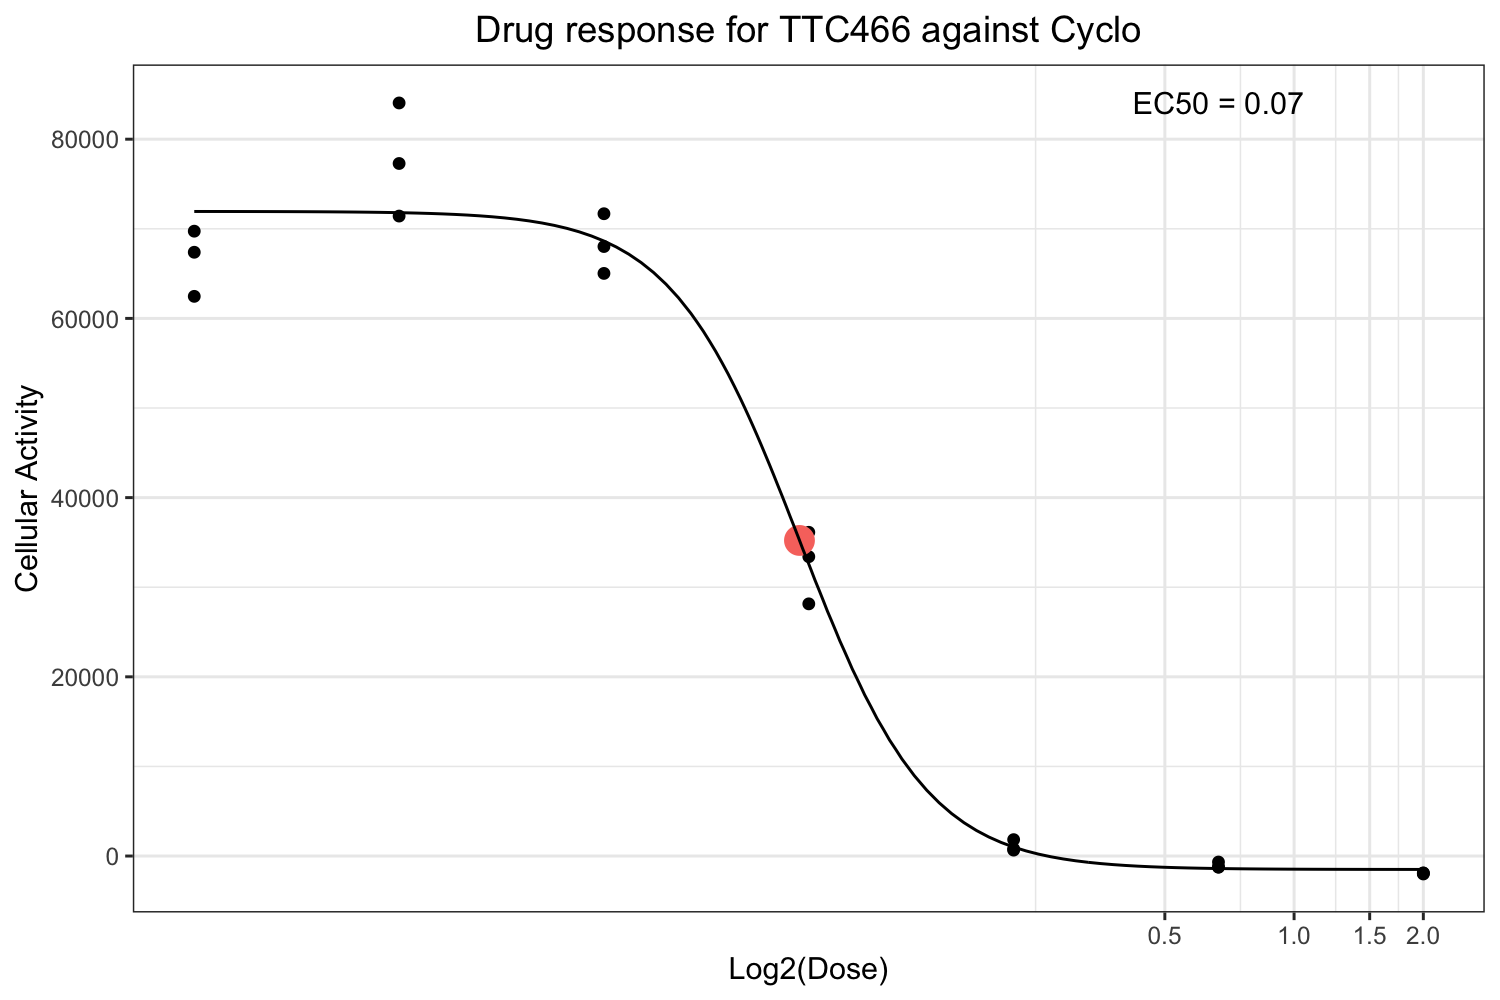 Drug response for TTC466 against Cyclo
EC50 = 0.07
80000
60000
40000
20000
0
Cellular Activity
0.5 1.0 1.5 2.0
Log2(Dose)